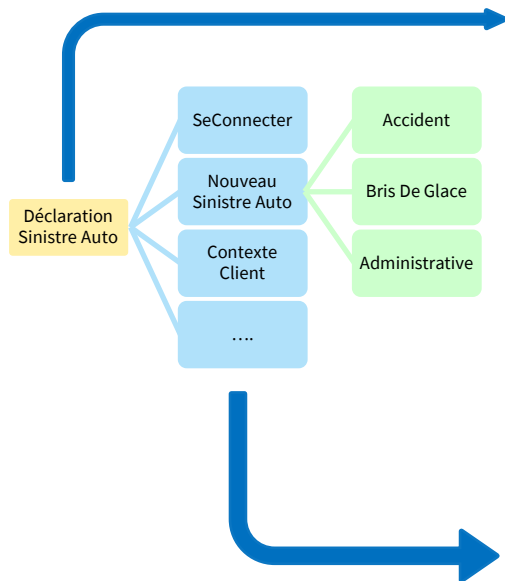 SeConnecter
Accident
Nouveau
Sinistre Auto
Bris De Glace
Déclaration
Sinistre Auto
Contexte
Client
Administrative
….